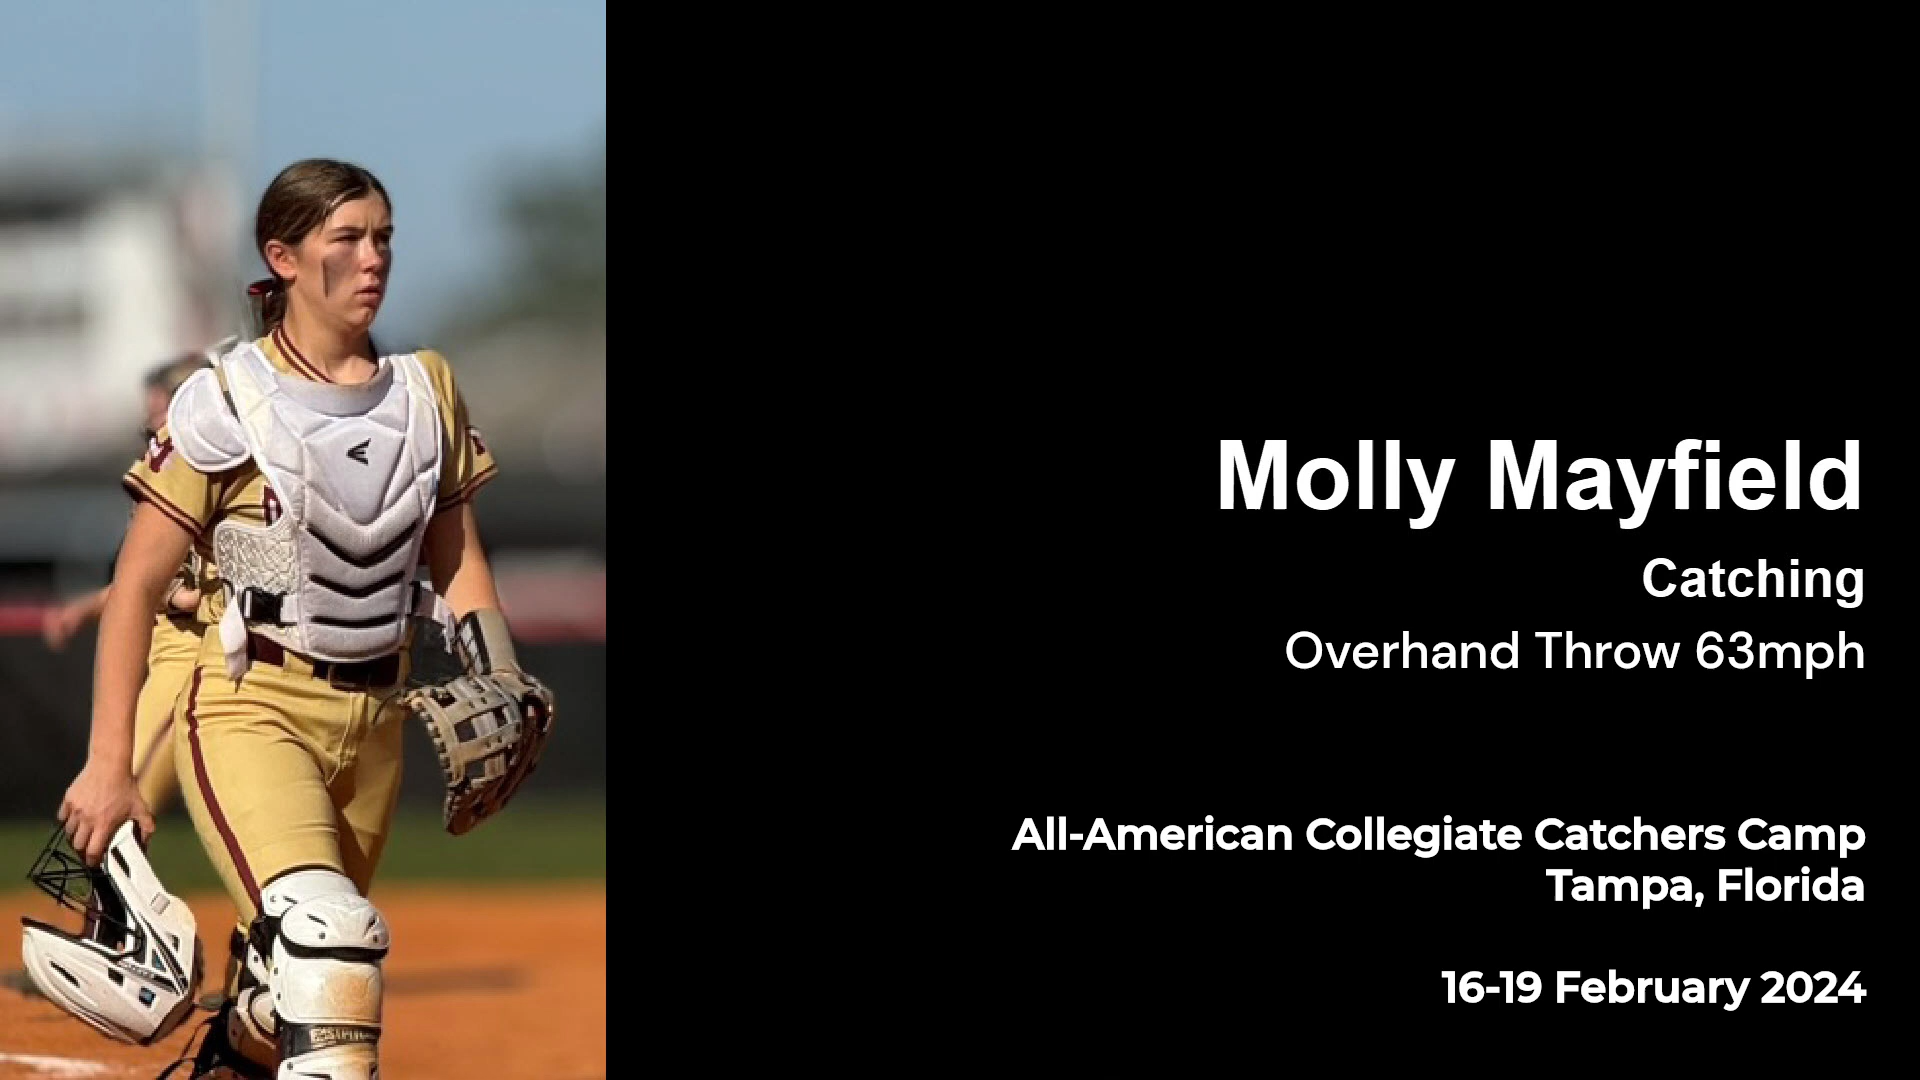 Molly Mayfield
Catching
Overhand Throw 63mph
All-American Collegiate Catchers Camp
Tampa, Florida
16-19 February 2024